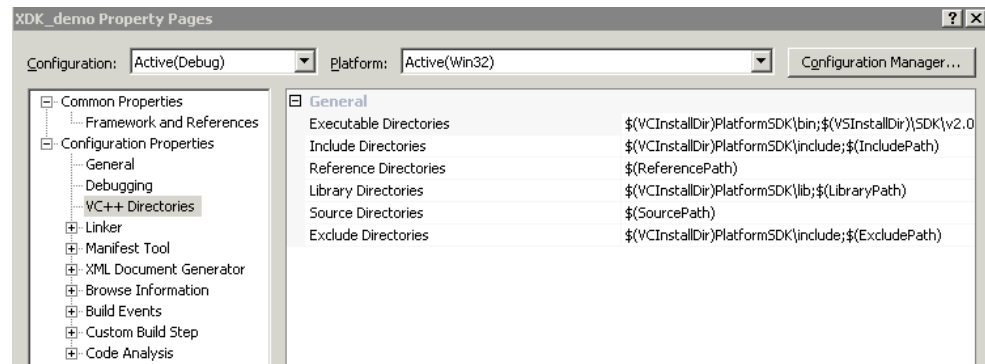 XDK_demo Property Pages
Configuration: Active(Debug) Platform: Active(Win32) Configuration Manager...
Common Properties
Framework and References
Configuration Properties
General
Debugging
VC++ Directories
Linker
Manifest Tool
XML Document Generator
Browse Information
Build Events
Custom Build Step
Code Analysis
General
Executable Directories $(VCInstallDir)PlatformSDK\bin;$(VSInstallDir)\SDK\v2.0
Include Directories $(VCInstallDir)PlatformSDK\include;$(IncludePath)
Reference Directories $(ReferencePath)
Library Directories $(VCInstallDir)PlatformSDK\lib;$(LibraryPath)
Source Directories $(SourcePath)
Exclude Directories $(VCInstallDir)PlatformSDK\include;$(ExcludePath)